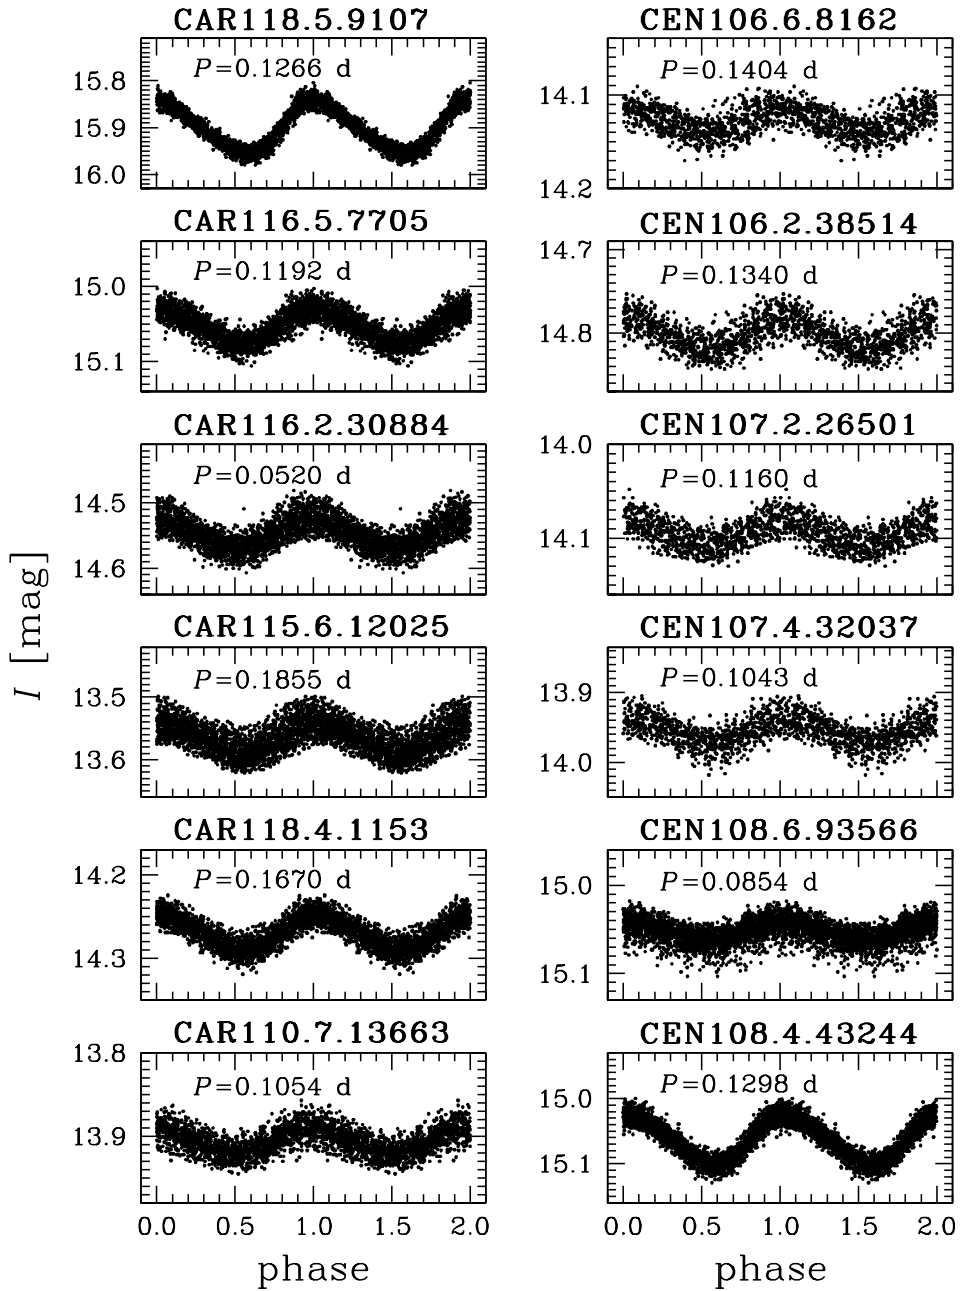 CAR118.5.9107
P=0.1266 d
15.8
15.9
16.0
CAR116.5.7705
P=0.1192 d
15.0
15.1
CAR116.2.30884
P=0.0520 d
14.5
14.6
CAR115.6.12025
P=0.1855 d
13.5
13.6
CAR118.4.1153
P=0.1670 d
14.2
14.3
CAR110.7.13663
P=0.1054 d
13.8
13.9
0.0 0.5 1.0 1.5 2.0
phase
I [mag]
CEN106.6.8162
P=0.1404 d
14.1
14.2
CEN106.2.38514
P=0.1340 d
14.7
14.8
CEN107.2.26501
P=0.1160 d
14.0
14.1
CEN107.4.32037
P=0.1043 d
13.9
14.0
CEN108.6.93566
P=0.0854 d
15.0
15.1
CEN108.4.43244
P=0.1298 d
15.0
15.1
0.0 0.5 1.0 1.5 2.0
phase